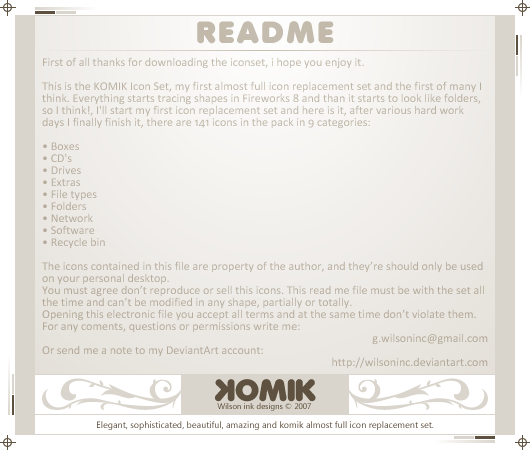 README
First of all thanks for downloading the iconset, i hope you enjoy it.
This is the KOMIK Icon Set, my first almost full icon replacement set and the first of many I
think. Everything starts tracing shapes in Fireworks 8 and than it starts to look like folders,
so I think!, I'll start my first icon replacement set and here is it, after various hard work
days I finally finish it, there are 141 icons in the pack in 9 categories:
• Boxes
• CD's
• Drives
• Extras
• File types
• Folders
• Network
• Software
• Recycle bin
The icons contained in this file are property of the author, and they're should only be used
on your personal desktop.
You must agree don't reproduce or sell this icons. This read me file must be with the set all
the time and can't be modified in any shape, partially or totally.
Opening this electronic file you accept all terms and at the same time don't violate them.
For any coments, questions or permissions write me:
g.wilsoninc@gmail.com
Or send me a note to my DeviantArt account:
http://wilsoninc.deviantart.com
KOMIK
Wilson ink designs © 2007
Elegant, sophisticated, beautiful, amazing and komik almost full icon replacement set.